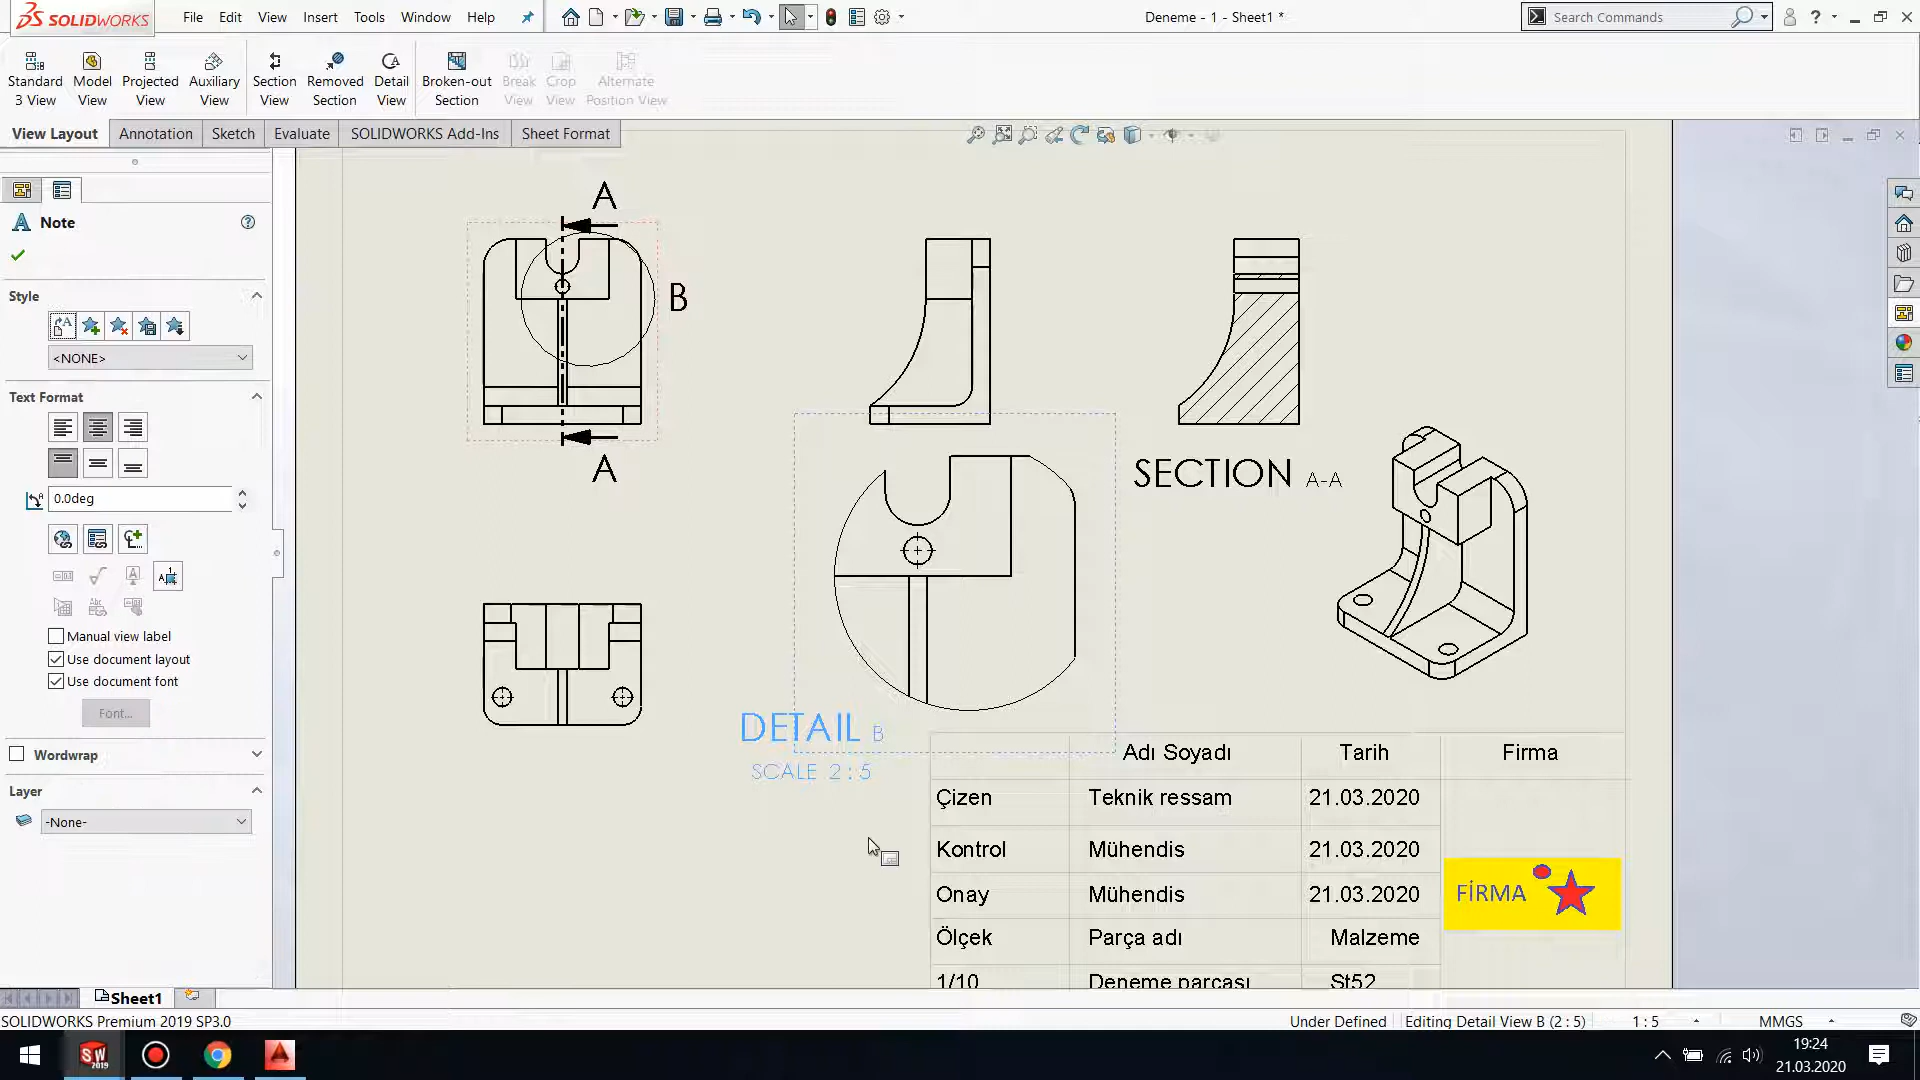 SOLIDWORKS
File Edit View Insert Tools Window Help
Deneme - 1 - Sheet1 *
Search Commands
?
Standard 3 View
Model View
Projected View
Auxiliary View
Section View
Removed Section
Detail View
Broken-out Section
Break View
Crop View
Alternate Position View
View Layout Annotation Sketch Evaluate SOLIDWORKS Add-Ins Sheet Format
Note
Style
<NONE>
Text Format
0.0deg
Manual view label
Use document layout
Use document font
Font...
Wordwrap
Layer
-None-
A
B
A
SECTION A-A
DETAIL B
SCALE 2 : 5
Adı Soyadı Tarih Firma
Çizen Teknik ressam 21.03.2020
Kontrol Mühendis 21.03.2020
Onay Mühendis 21.03.2020
FİRMA
Ölçek Parça adı Malzeme
1/10 Deneme parçası St52
Sheet1
SOLIDWORKS Premium 2019 SP3.0
Under Defined Editing Detail View B (2 : 5) 1 : 5 MMGS
SW 2019
19:24
21.03.2020